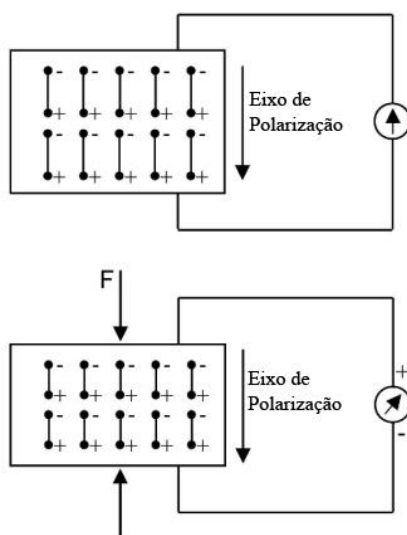 - - - - -
+ + + + +
- - - - -
+ + + + +
Eixo de
Polarização
F
- - - - -
+ + + + +
- - - - -
+ + + + +
Eixo de
Polarização
+
-